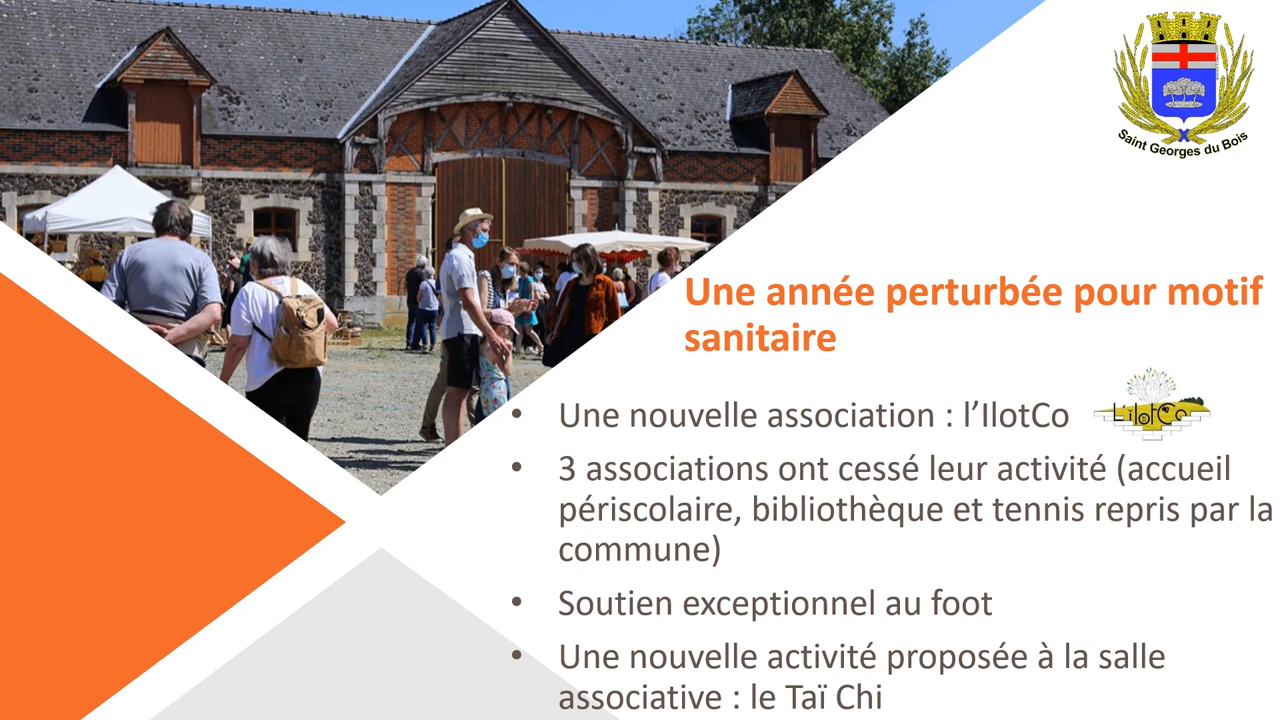 Saint Georges du Bois
Une année perturbée pour motif
sanitaire
• Une nouvelle association : l’IlotCo
L'ilotCo
• 3 associations ont cessé leur activité (accueil
périscolaire, bibliothèque et tennis repris par la
commune)
• Soutien exceptionnel au foot
• Une nouvelle activité proposée à la salle
associative : le Taï Chi